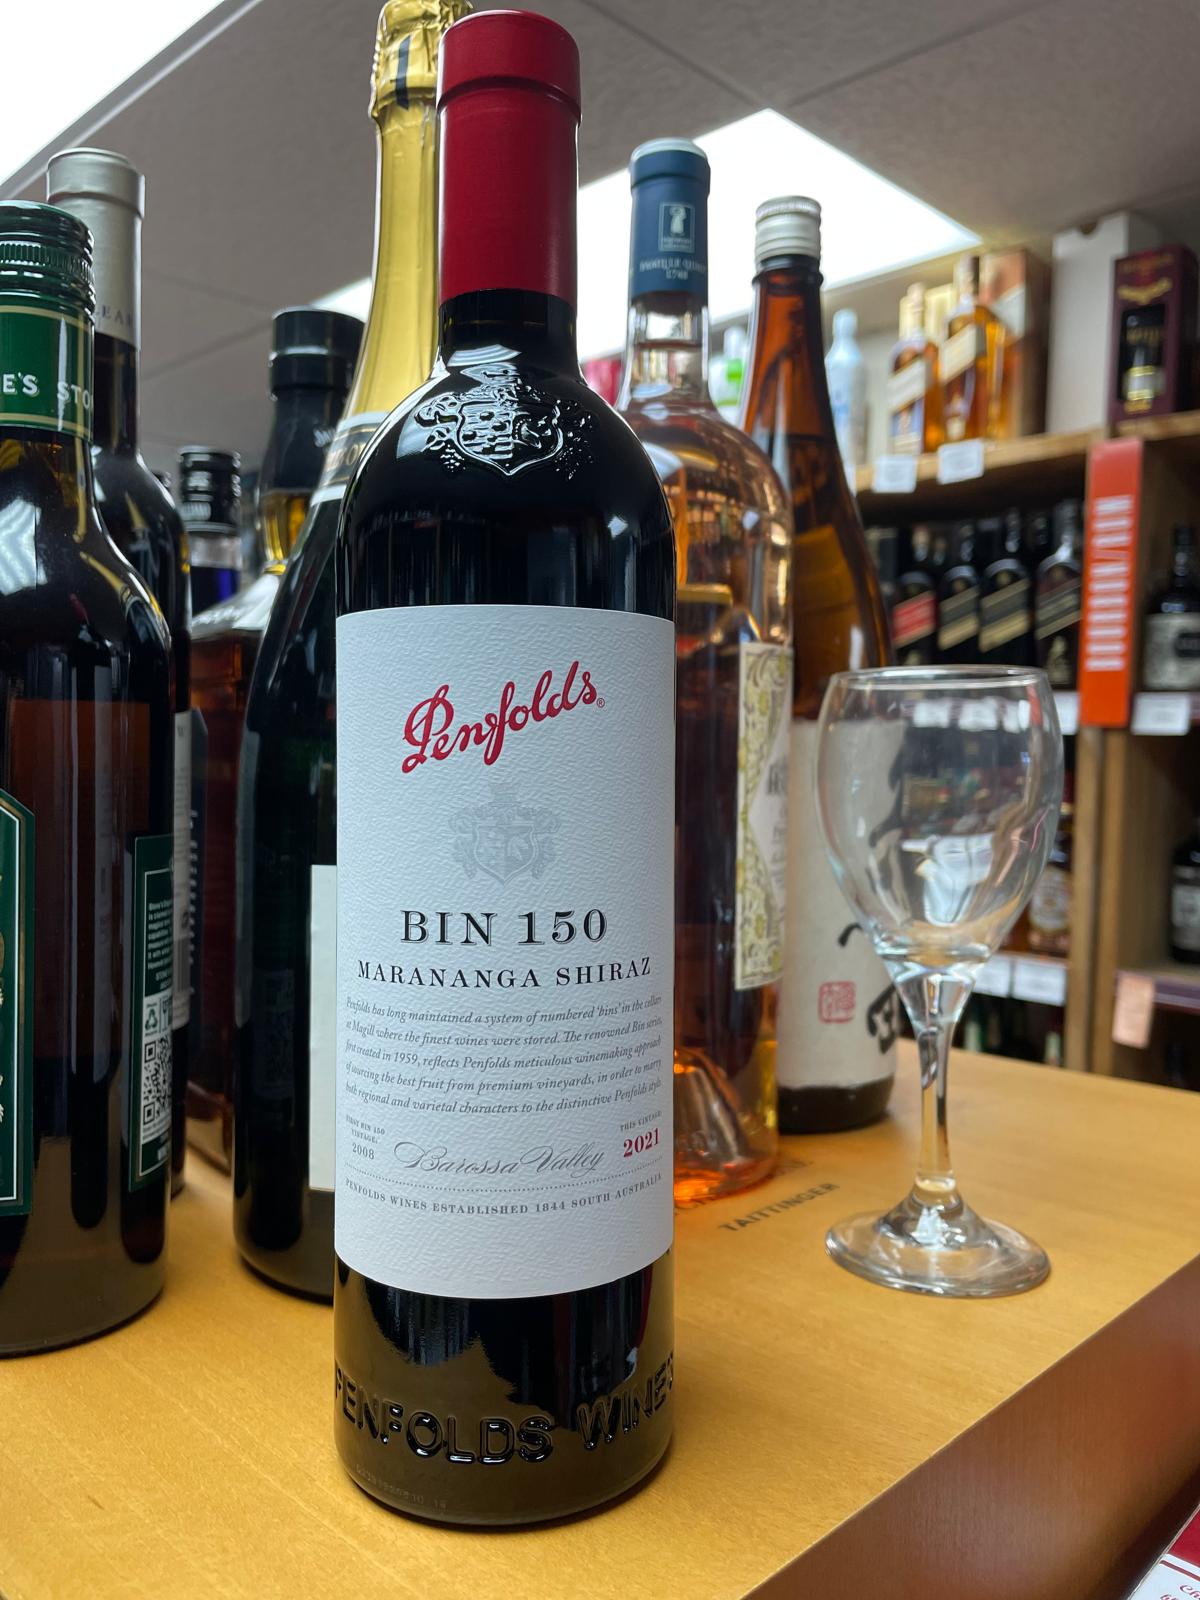 Penfolds®
BIN 150
MARANANGA SHIRAZ
Penfolds has long maintained a system of numbered 'bins' in the cellars
at Magill where the finest wines were stored. The renowned Bin series,
first created in 1959, reflects Penfolds meticulous winemaking approach
of sourcing the best fruit from premium vineyards, in order to marry
both regional and varietal characters to the distinctive Penfolds style.
FIRST BIN 150
VINTAGE:
2008
Barossa Valley
THIS VINTAGE
2021
PENFOLDS WINES ESTABLISHED 1844 SOUTH AUSTRALIA
PENFOLDS WINES
E'S STO
TAITTINGER